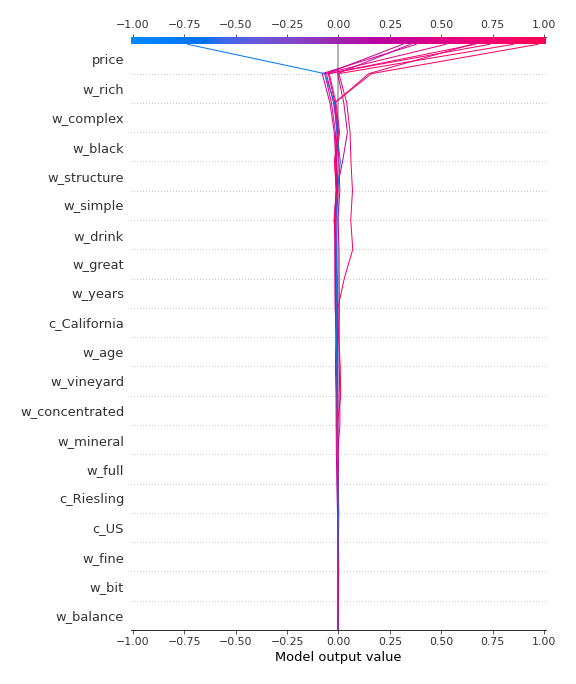 −1.00 −0.75 −0.50 −0.25 0.00 0.25 0.50 0.75 1.00
price
w_rich
w_complex
w_black
w_structure
w_simple
w_drink
w_great
w_years
c_California
w_age
w_vineyard
w_concentrated
w_mineral
w_full
c_Riesling
c_US
w_fine
w_bit
w_balance
−1.00 −0.75 −0.50 −0.25 0.00 0.25 0.50 0.75 1.00
Model output value